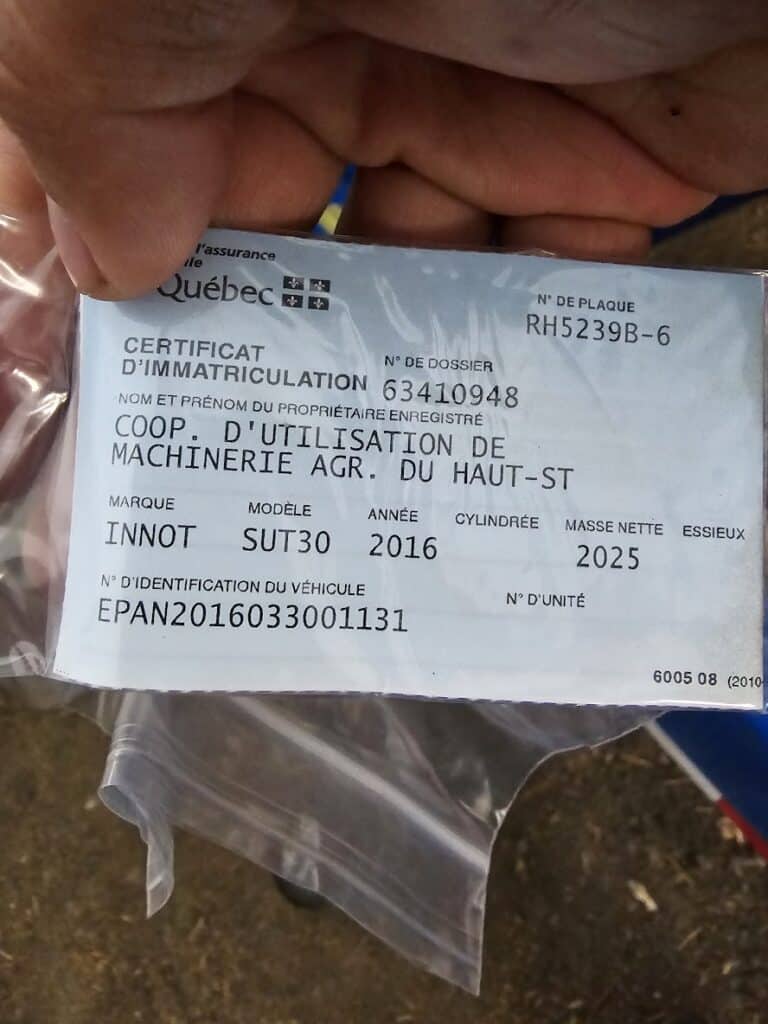 l'assurance
ile
Québec
N° DE PLAQUE
RH5239B-6
CERTIFICAT
D'IMMATRICULATION
N° DE DOSSIER
63410948
NOM ET PRÉNOM DU PROPRIÉTAIRE ENREGISTRÉ
COOP. D'UTILISATION DE
MACHINERIE AGR. DU HAUT-ST
MARQUE MODÈLE ANNÉE CYLINDRÉE MASSE NETTE ESSIEUX
INNOT SUT30 2016 2025
N° D'IDENTIFICATION DU VÉHICULE N° D'UNITÉ
EPAN2016033001131
6005 08 (2010-